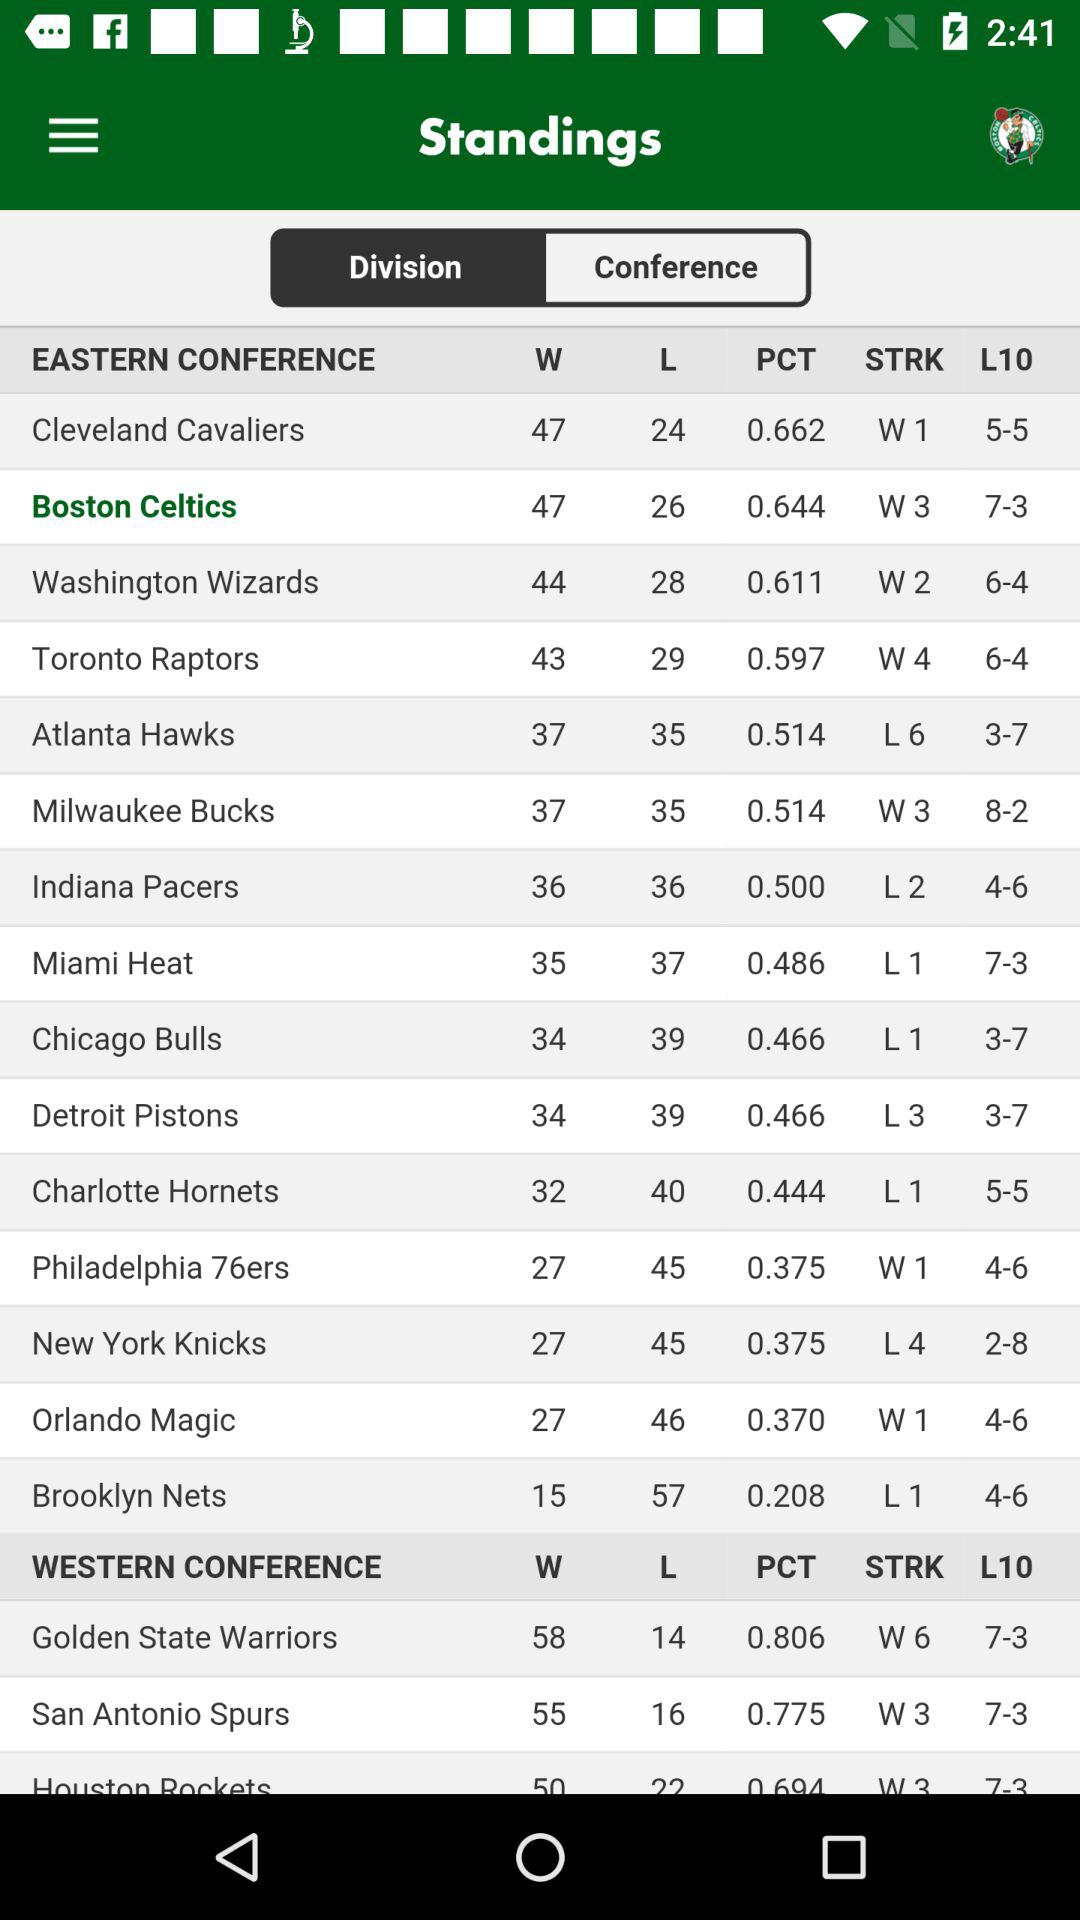 2:41
Standings
Division Conference
EASTERN CONFERENCE W L PCT STRK L10
Cleveland Cavaliers 47 24 0.662 W 1 5-5
Boston Celtics 47 26 0.644 W 3 7-3
Washington Wizards 44 28 0.611 W 2 6-4
Toronto Raptors 43 29 0.597 W 4 6-4
Atlanta Hawks 37 35 0.514 L 6 3-7
Milwaukee Bucks 37 35 0.514 W 3 8-2
Indiana Pacers 36 36 0.500 L 2 4-6
Miami Heat 35 37 0.486 L 1 7-3
Chicago Bulls 34 39 0.466 L 1 3-7
Detroit Pistons 34 39 0.466 L 3 3-7
Charlotte Hornets 32 40 0.444 L 1 5-5
Philadelphia 76ers 27 45 0.375 W 1 4-6
New York Knicks 27 45 0.375 L 4 2-8
Orlando Magic 27 46 0.370 W 1 4-6
Brooklyn Nets 15 57 0.208 L 1 4-6
WESTERN CONFERENCE W L PCT STRK L10
Golden State Warriors 58 14 0.806 W 6 7-3
San Antonio Spurs 55 16 0.775 W 3 7-3
Houston Rockets 50 22 0.694 W 3 7-3